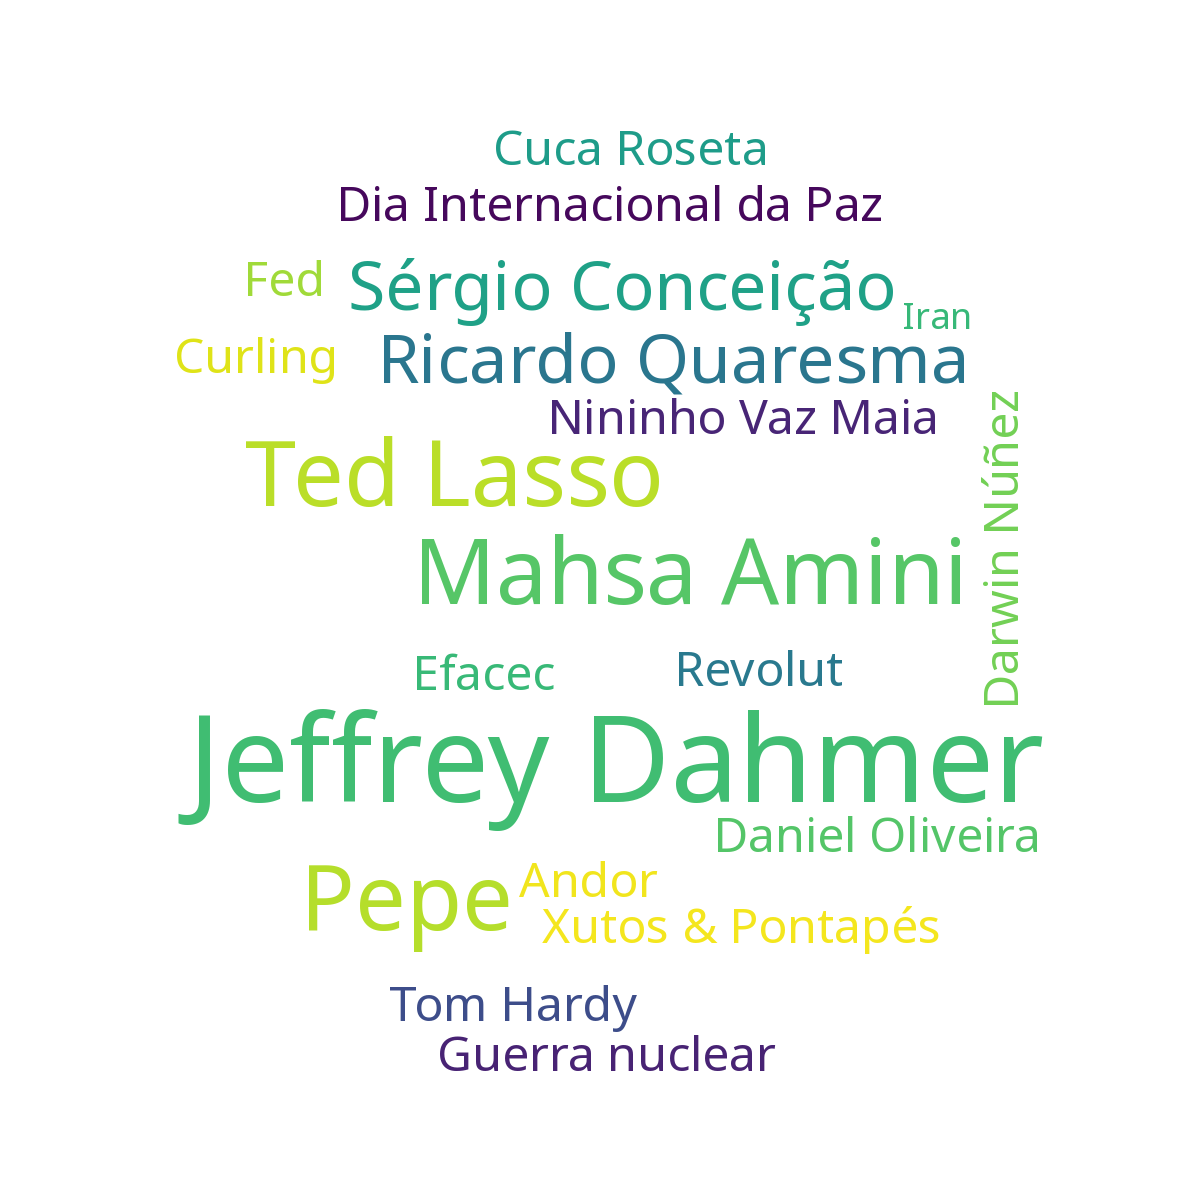 Cuca Roseta
Dia Internacional da Paz
Fed
Sérgio Conceição
Iran
Curling
Ricardo Quaresma
Nininho Vaz Maia
Darwin Núñez
Ted Lasso
Mahsa Amini
Efacec
Revolut
Jeffrey Dahmer
Daniel Oliveira
Pepe
Andor
Xutos & Pontapés
Tom Hardy
Guerra nuclear